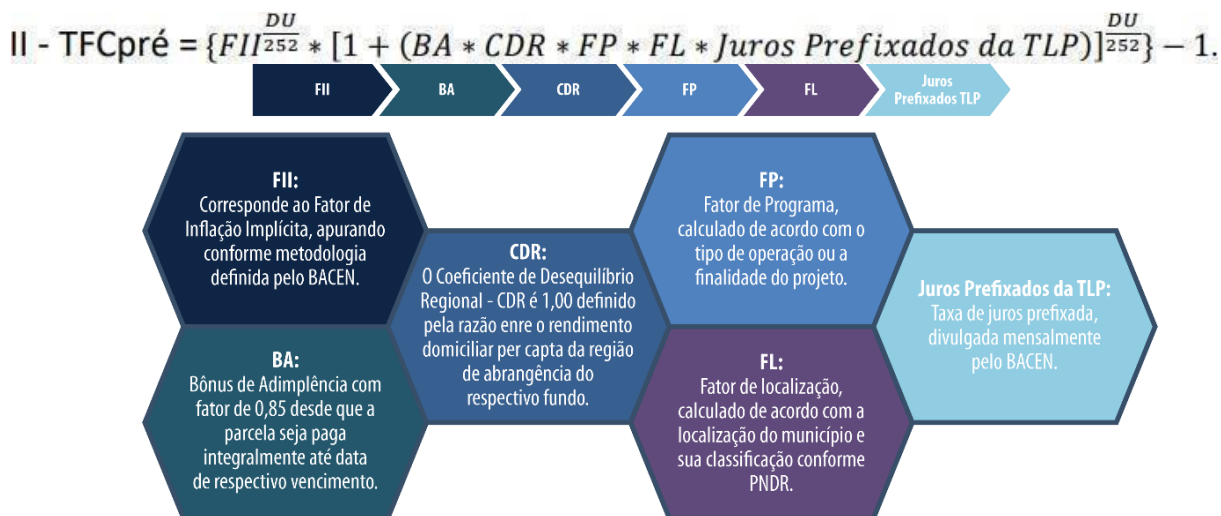 II - TFCpré = {FII^(DU/252) * [1 + (BA * CDR * FP * FL * Juros Prefixados da TLP)]^(DU/252)} − 1.
FII
BA
CDR
FP
FL
Juros
Prefixados TLP
FII:
Corresponde ao Fator de
Inflação Implícita, apurando
conforme metodologia
definida pelo BACEN.
BA:
Bônus de Adimplência com
fator de 0,85 desde que a
parcela seja paga
integralmente até data
de respectivo vencimento.
CDR:
O Coeficiente de Desequilíbrio
Regional - CDR é 1,00 definido
pela razão enre o rendimento
domiciliar per capta da região
de abrangência do
respectivo fundo.
FP:
Fator de Programa,
calculado de acordo com o
tipo de operação ou a
finalidade do projeto.
FL:
Fator de localização,
calculado de acordo com a
localização do município e
sua classificação conforme
PNDR.
Juros Prefixados da TLP:
Taxa de juros prefixada,
divulgada mensalmente
pelo BACEN.